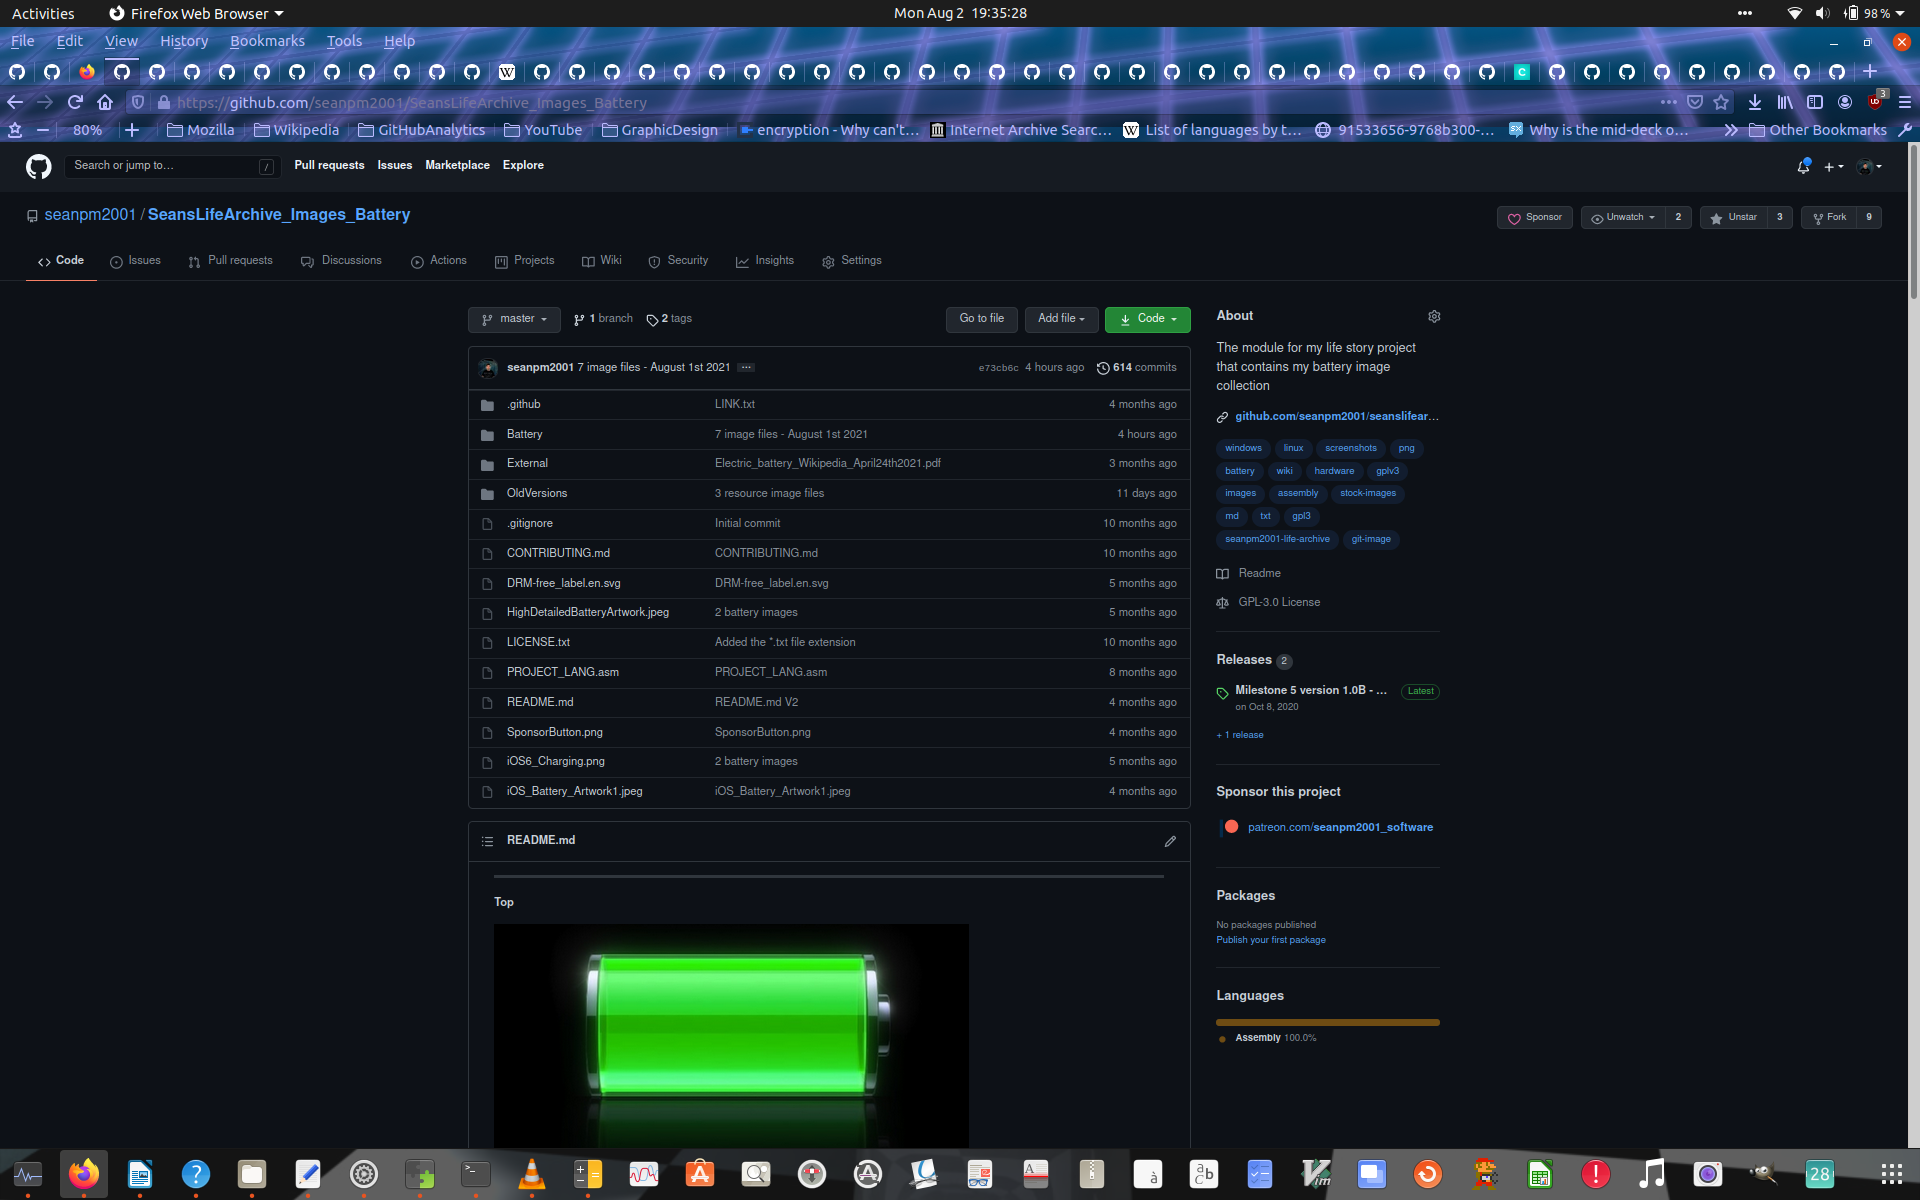 Activities
Firefox Web Browser
Mon Aug 2 19:35:28
98 %
File Edit View History Bookmarks Tools Help
https://github.com/seanpm2001/SeansLifeArchive_Images_Battery
3
80%
Mozilla
Wikipedia
GitHubAnalytics
YouTube
GraphicDesign
encryption - Why can't…
Internet Archive Searc…
List of languages by t…
91533656-9768b300-…
Why is the mid-deck o…
Other Bookmarks
Search or jump to…
/
Pull requests Issues Marketplace Explore
seanpm2001 / SeansLifeArchive_Images_Battery
Sponsor
Unwatch 2
Unstar 3
Fork 9
Code
Issues
Pull requests
Discussions
Actions
Projects
Wiki
Security
Insights
Settings
master
1 branch
2 tags
Go to file
Add file
Code
seanpm2001 7 image files - August 1st 2021 ...
e73cb6c 4 hours ago
614 commits
.github LINK.txt 4 months ago
Battery 7 image files - August 1st 2021 4 hours ago
External Electric_battery_Wikipedia_April24th2021.pdf 3 months ago
OldVersions 3 resource image files 11 days ago
.gitignore Initial commit 10 months ago
CONTRIBUTING.md CONTRIBUTING.md 10 months ago
DRM-free_label.en.svg DRM-free_label.en.svg 5 months ago
HighDetailedBatteryArtwork.jpeg 2 battery images 5 months ago
LICENSE.txt Added the *.txt file extension 10 months ago
PROJECT_LANG.asm PROJECT_LANG.asm 8 months ago
README.md README.md V2 4 months ago
SponsorButton.png SponsorButton.png 4 months ago
iOS6_Charging.png 2 battery images 5 months ago
iOS_Battery_Artwork1.jpeg iOS_Battery_Artwork1.jpeg 4 months ago
README.md
Top
About
The module for my life story project
that contains my battery image
collection
github.com/seanpm2001/seanslifear…
windows linux screenshots png
battery wiki hardware gplv3
images assembly stock-images
md txt gpl3
seanpm2001-life-archive git-image
Readme
GPL-3.0 License
Releases 2
Milestone 5 version 1.0B - … Latest
on Oct 8, 2020
+ 1 release
Sponsor this project
patreon.com/seanpm2001_software
Packages
No packages published
Publish your first package
Languages
Assembly 100.0%
28